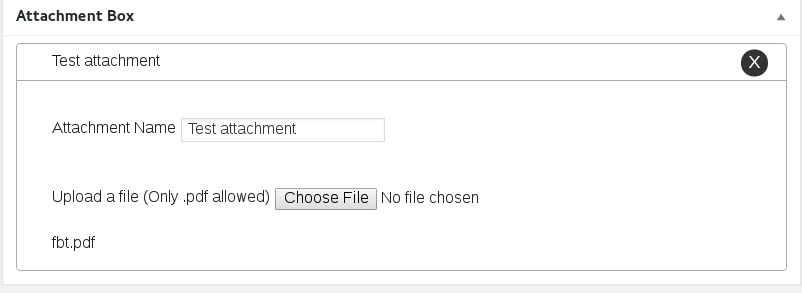 Attachment Box
Test attachment
X
Attachment Name Test attachment
Upload a file (Only .pdf allowed) Choose File No file chosen
fbt.pdf